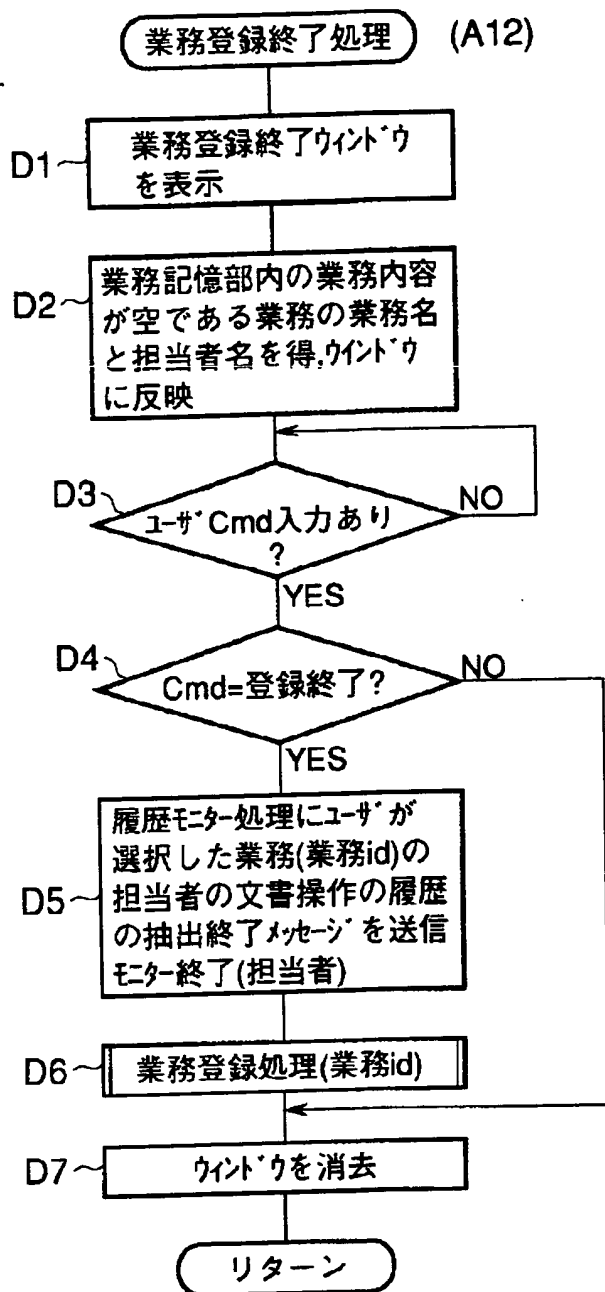 業務登録終了処理 (A12)
D1
業務登録終了ウィンドウ
を表示
D2
業務記憶部内の業務内容
が空である業務の業務名
と担当者名を得,ウインドウ
に反映
D3
ユーザCmd入力あり
?
NO
YES
D4
Cmd=登録終了?
NO
YES
D5
履歴モニター処理にユーザが
選択した業務(業務id)の
担当者の文書操作の履歴
の抽出終了メッセージを送信
モニター終了(担当者)
D6
業務登録処理(業務id)
D7
ウィンドウを消去
リターン